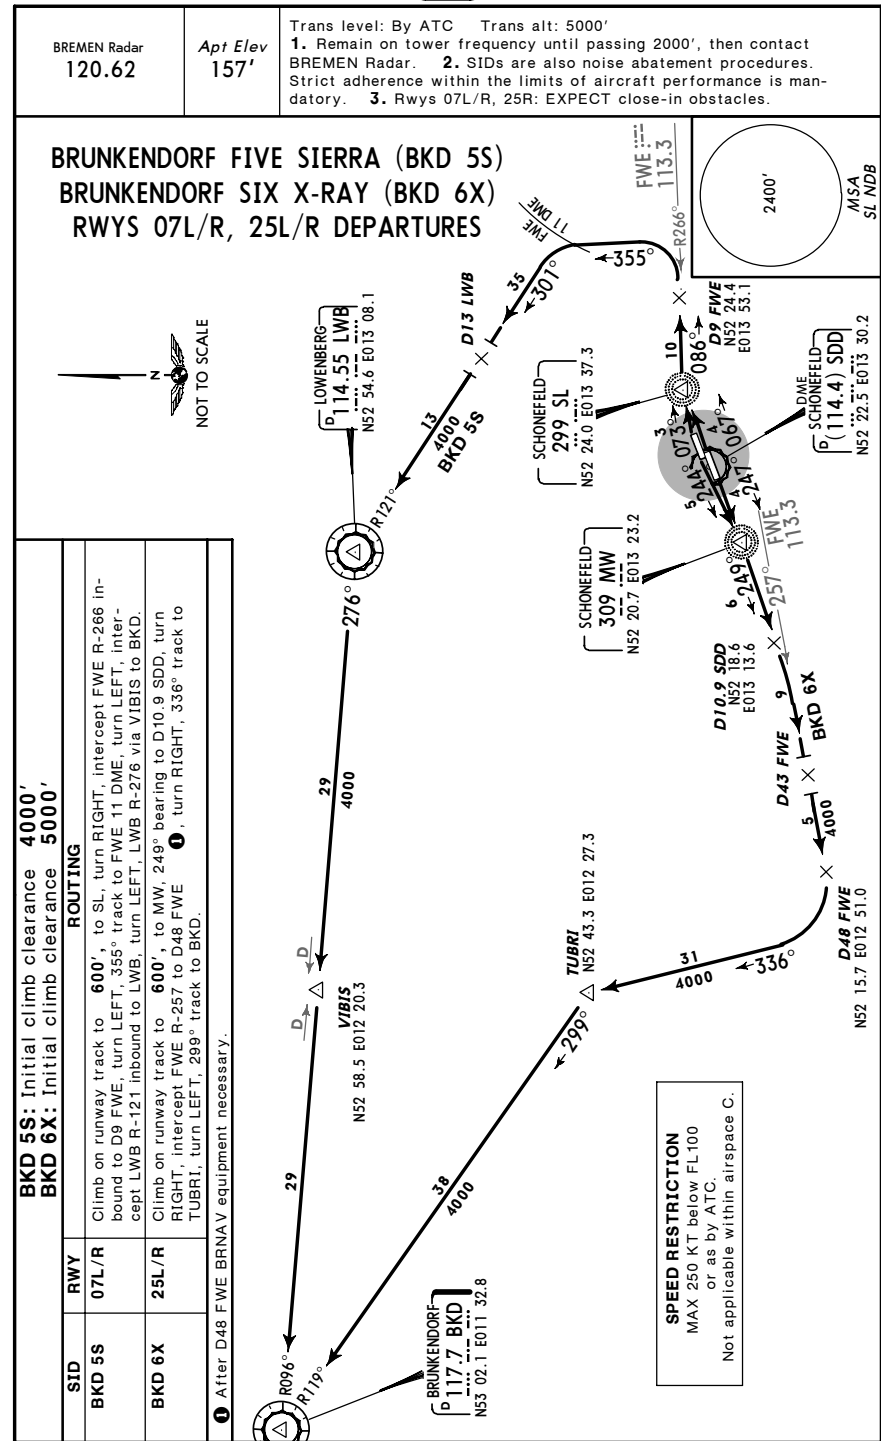 BREMEN Radar
120.62
Apt Elev
157'
Trans level: By ATC Trans alt: 5000'
1. Remain on tower frequency until passing 2000', then contact
BREMEN Radar. 2. SIDs are also noise abatement procedures.
Strict adherence within the limits of aircraft performance is man-
datory. 3. Rwys 07L/R, 25R: EXPECT close-in obstacles.
BRUNKENDORF FIVE SIERRA (BKD 5S)
BRUNKENDORF SIX X-RAY (BKD 6X)
RWYS 07L/R, 25L/R DEPARTURES
2400'
MSA
SL NDB
FWE
113.3
R266°
FWE
11 DME
355°
301°
35
D13 LWB
N
NOT TO SCALE
LOWENBERG
D 114.55 LWB
N52 54.6 E013 08.1
13
4000
BKD 5S
R121°
276°
SCHONEFELD
299 SL
N52 24.0 E013 37.3
10
086°
D9 FWE
N52 24.4
E013 53.1
DME
SCHONEFELD
D (114.4) SDD
N52 22.5 E013 30.2
3
073°
4
067°
244°
5
247°
4
SCHONEFELD
309 MW
N52 20.7 E013 23.2
249°
6
FWE
113.3
257°
D10.9 SDD
N52 18.6
E013 13.6
9
BKD 6X
D43 FWE
5
4000
D48 FWE
N52 15.7 E012 51.0
336°
31
4000
TUBRI
N52 43.3 E012 27.3
299°
38
4000
29
4000
D
D
VIBIS
N52 58.5 E012 20.3
29
R096°
R119°
BRUNKENDORF
D 117.7 BKD
N53 02.1 E011 32.8
SPEED RESTRICTION
MAX 250 KT below FL100
or as by ATC.
Not applicable within airspace C.
BKD 5S: Initial climb clearance 4000'
BKD 6X: Initial climb clearance 5000'
SID RWY ROUTING
BKD 5S
07L/R
Climb on runway track to 600', to SL, turn RIGHT, intercept FWE R-266 in-
bound to D9 FWE, turn LEFT, 355° track to FWE 11 DME, turn LEFT, inter-
cept LWB R-121 inbound to LWB, turn LEFT, LWB R-276 via VIBIS to BKD.
BKD 6X
25L/R
Climb on runway track to 600', to MW, 249° bearing to D10.9 SDD, turn
RIGHT, intercept FWE R-257 to D48 FWE ❶, turn RIGHT, 336° track to
TUBRI, turn LEFT, 299° track to BKD.
❶ After D48 FWE BRNAV equipment necessary.